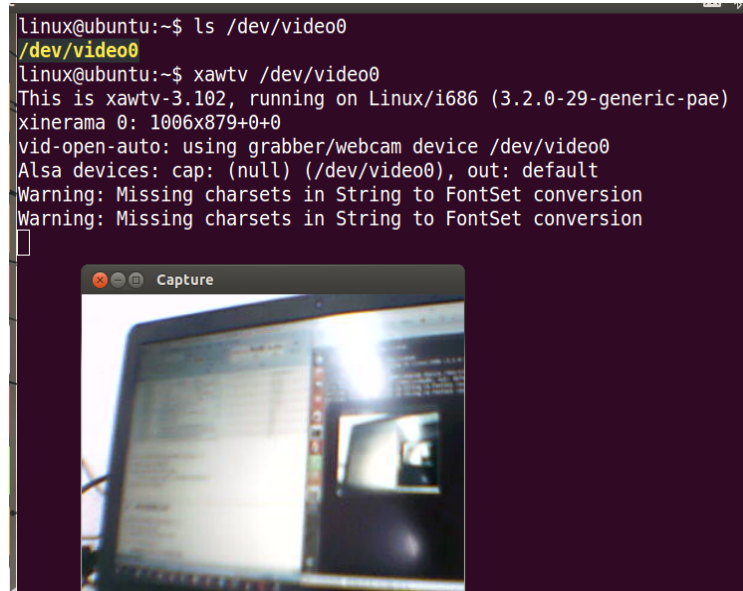 linux@ubuntu:~$ ls /dev/video0
/dev/video0
linux@ubuntu:~$ xawtv /dev/video0
This is xawtv-3.102, running on Linux/i686 (3.2.0-29-generic-pae)
xinerama 0: 1006x879+0+0
vid-open-auto: using grabber/webcam device /dev/video0
Alsa devices: cap: (null) (/dev/video0), out: default
Warning: Missing charsets in String to FontSet conversion
Warning: Missing charsets in String to FontSet conversion
Capture